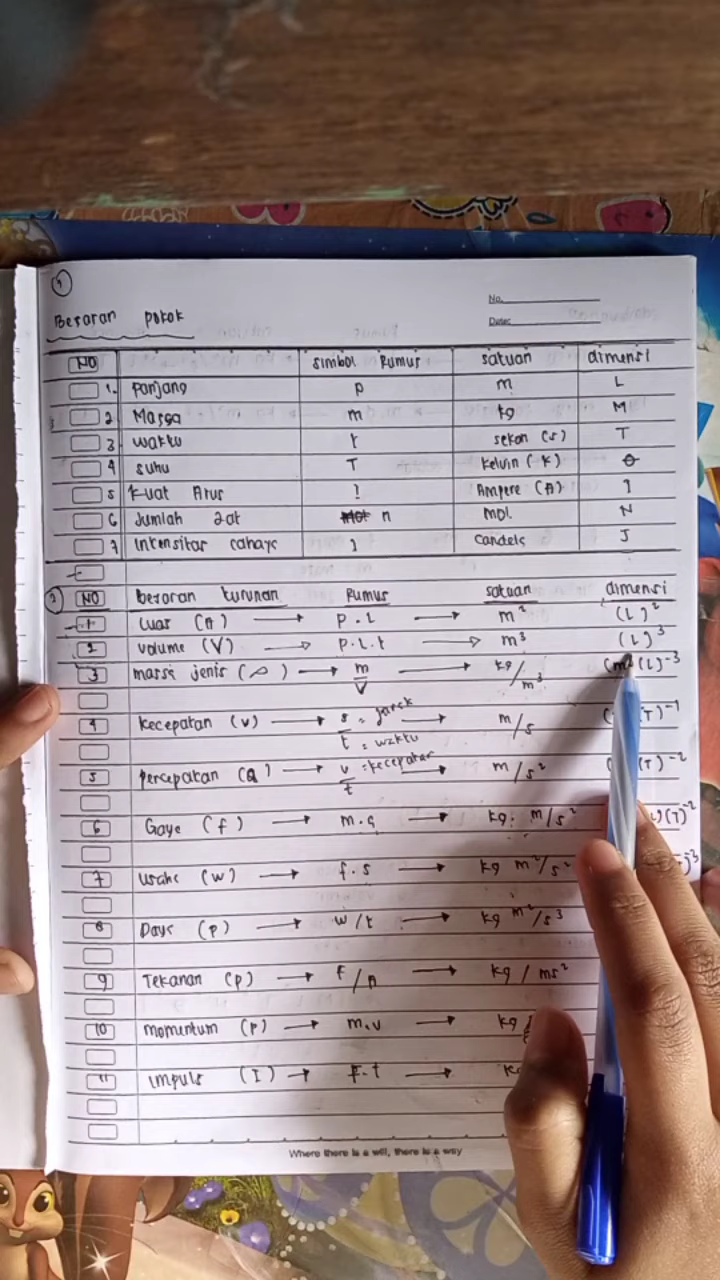 Besaran pokok
No.
Date:
NO simbol Rumus satuan dimensi
1. panjang p m L
2 Massa m kg M
3. waktu t sekon (s) T
4 suhu T kelvin (K) θ
5 kuat Arus I Ampere (A) I
6 Jumlah zat n mol N
7 intensitas cahaya J Candela J
NO besaran turunan Rumus satuan dimensi
1 Luas (A) → p.l → m² (L)²
2 volume (V) → p.l.t → m³ (L)³
3 massa jenis → m/V → kg/m³ (L)⁻³
4 kecepatan (v) → s = jarak / t = waktu → m/s (T)⁻¹
5 percepatan (a) → v = kecepatan / t → m/s² (T)⁻²
6 Gaya (f) → m.a → kg. m/s² (T)⁻²
7 usaha (w) → f.s → kg m²/s²
8 Daya (p) → w/t → kg m²/s³
9 Tekanan (p) → f/A → kg / ms²
10 momentum (p) → m.v → kg
11 impuls (I) → F.t →
Where there is a will, there is a way